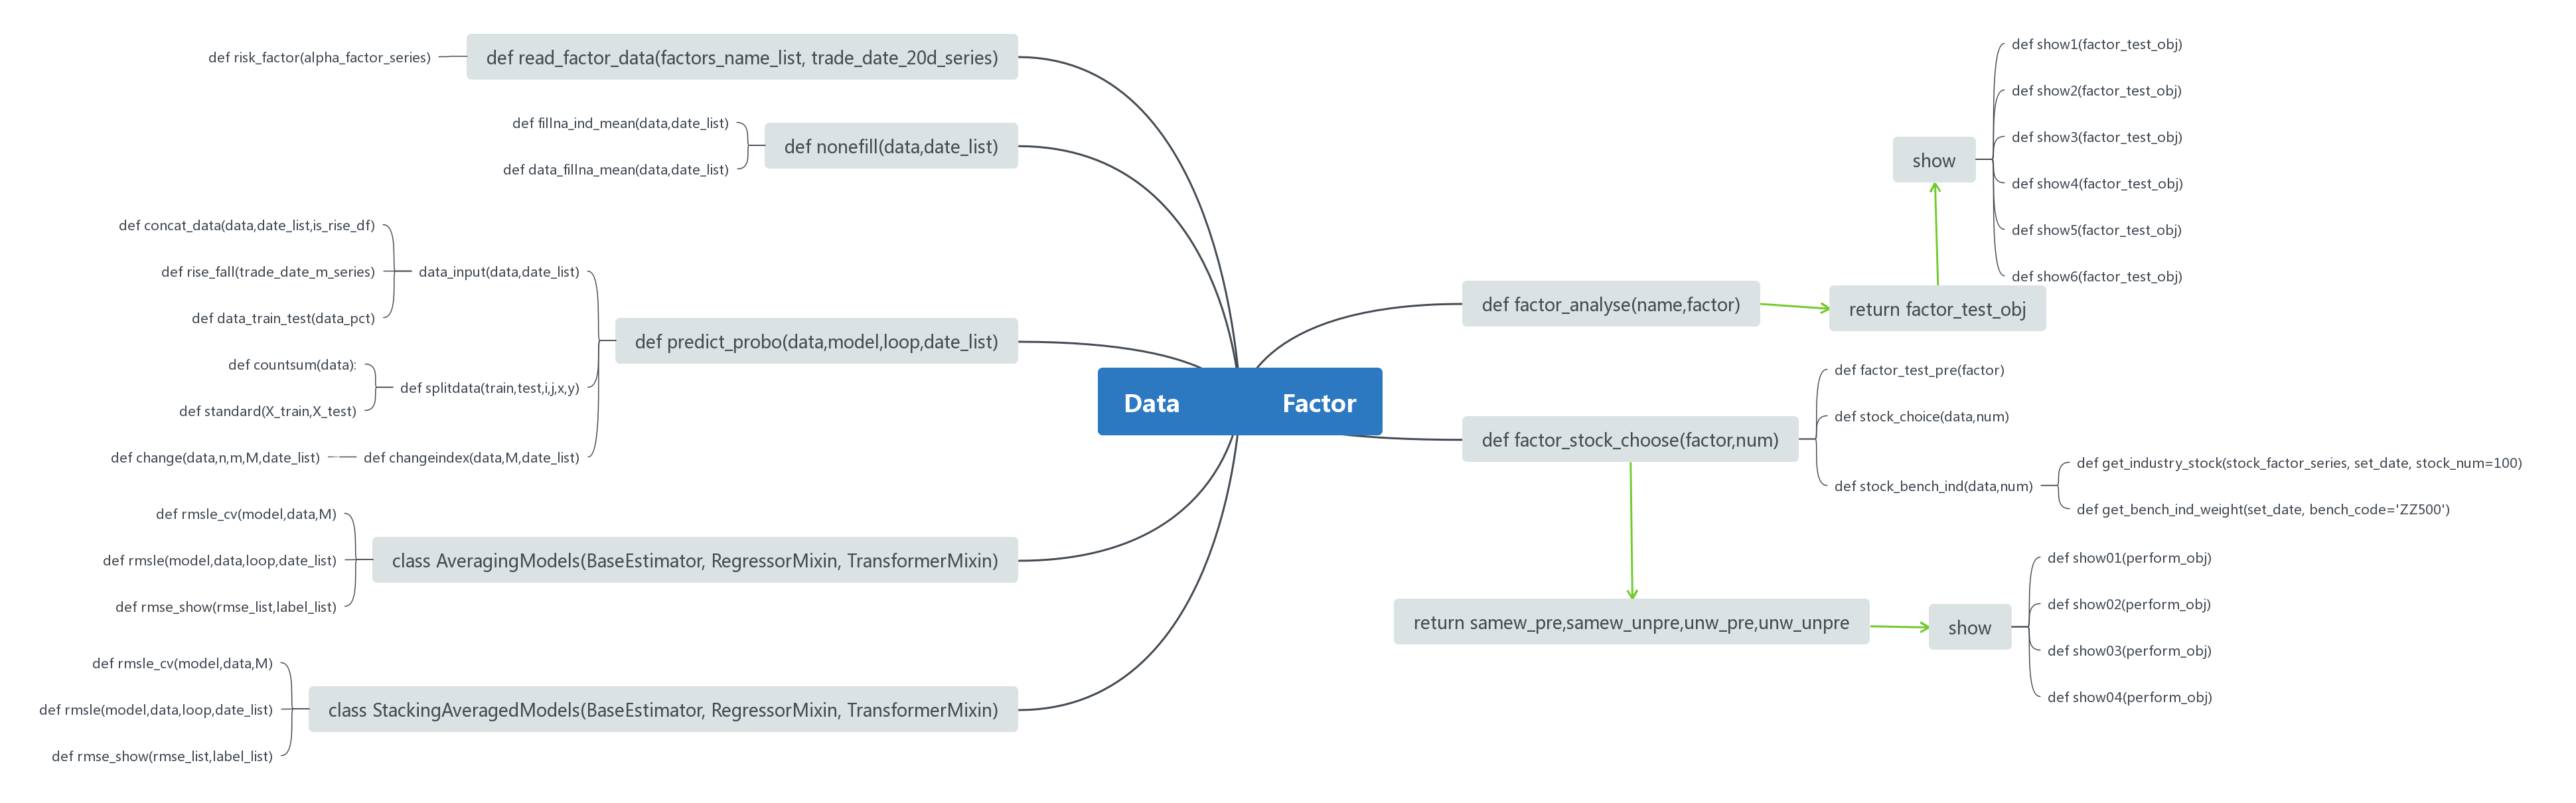 def risk_factor(alpha_factor_series)
def read_factor_data(factors_name_list, trade_date_20d_series)
def fillna_ind_mean(data,date_list)
def data_fillna_mean(data,date_list)
def nonefill(data,date_list)
def concat_data(data,date_list,is_rise_df)
def rise_fall(trade_date_m_series)
def data_train_test(data_pct)
data_input(data,date_list)
def countsum(data):
def standard(X_train,X_test)
def splitdata(train,test,i,j,x,y)
def change(data,n,m,M,date_list)
def changeindex(data,M,date_list)
def predict_probo(data,model,loop,date_list)
def rmsle_cv(model,data,M)
def rmsle(model,data,loop,date_list)
def rmse_show(rmse_list,label_list)
class AveragingModels(BaseEstimator, RegressorMixin, TransformerMixin)
def rmsle_cv(model,data,M)
def rmsle(model,data,loop,date_list)
def rmse_show(rmse_list,label_list)
class StackingAveragedModels(BaseEstimator, RegressorMixin, TransformerMixin)
Data Factor
def factor_analyse(name,factor)
return factor_test_obj
show
def show1(factor_test_obj)
def show2(factor_test_obj)
def show3(factor_test_obj)
def show4(factor_test_obj)
def show5(factor_test_obj)
def show6(factor_test_obj)
def factor_stock_choose(factor,num)
def factor_test_pre(factor)
def stock_choice(data,num)
def stock_bench_ind(data,num)
def get_industry_stock(stock_factor_series, set_date, stock_num=100)
def get_bench_ind_weight(set_date, bench_code='ZZ500')
return samew_pre,samew_unpre,unw_pre,unw_unpre
show
def show01(perform_obj)
def show02(perform_obj)
def show03(perform_obj)
def show04(perform_obj)